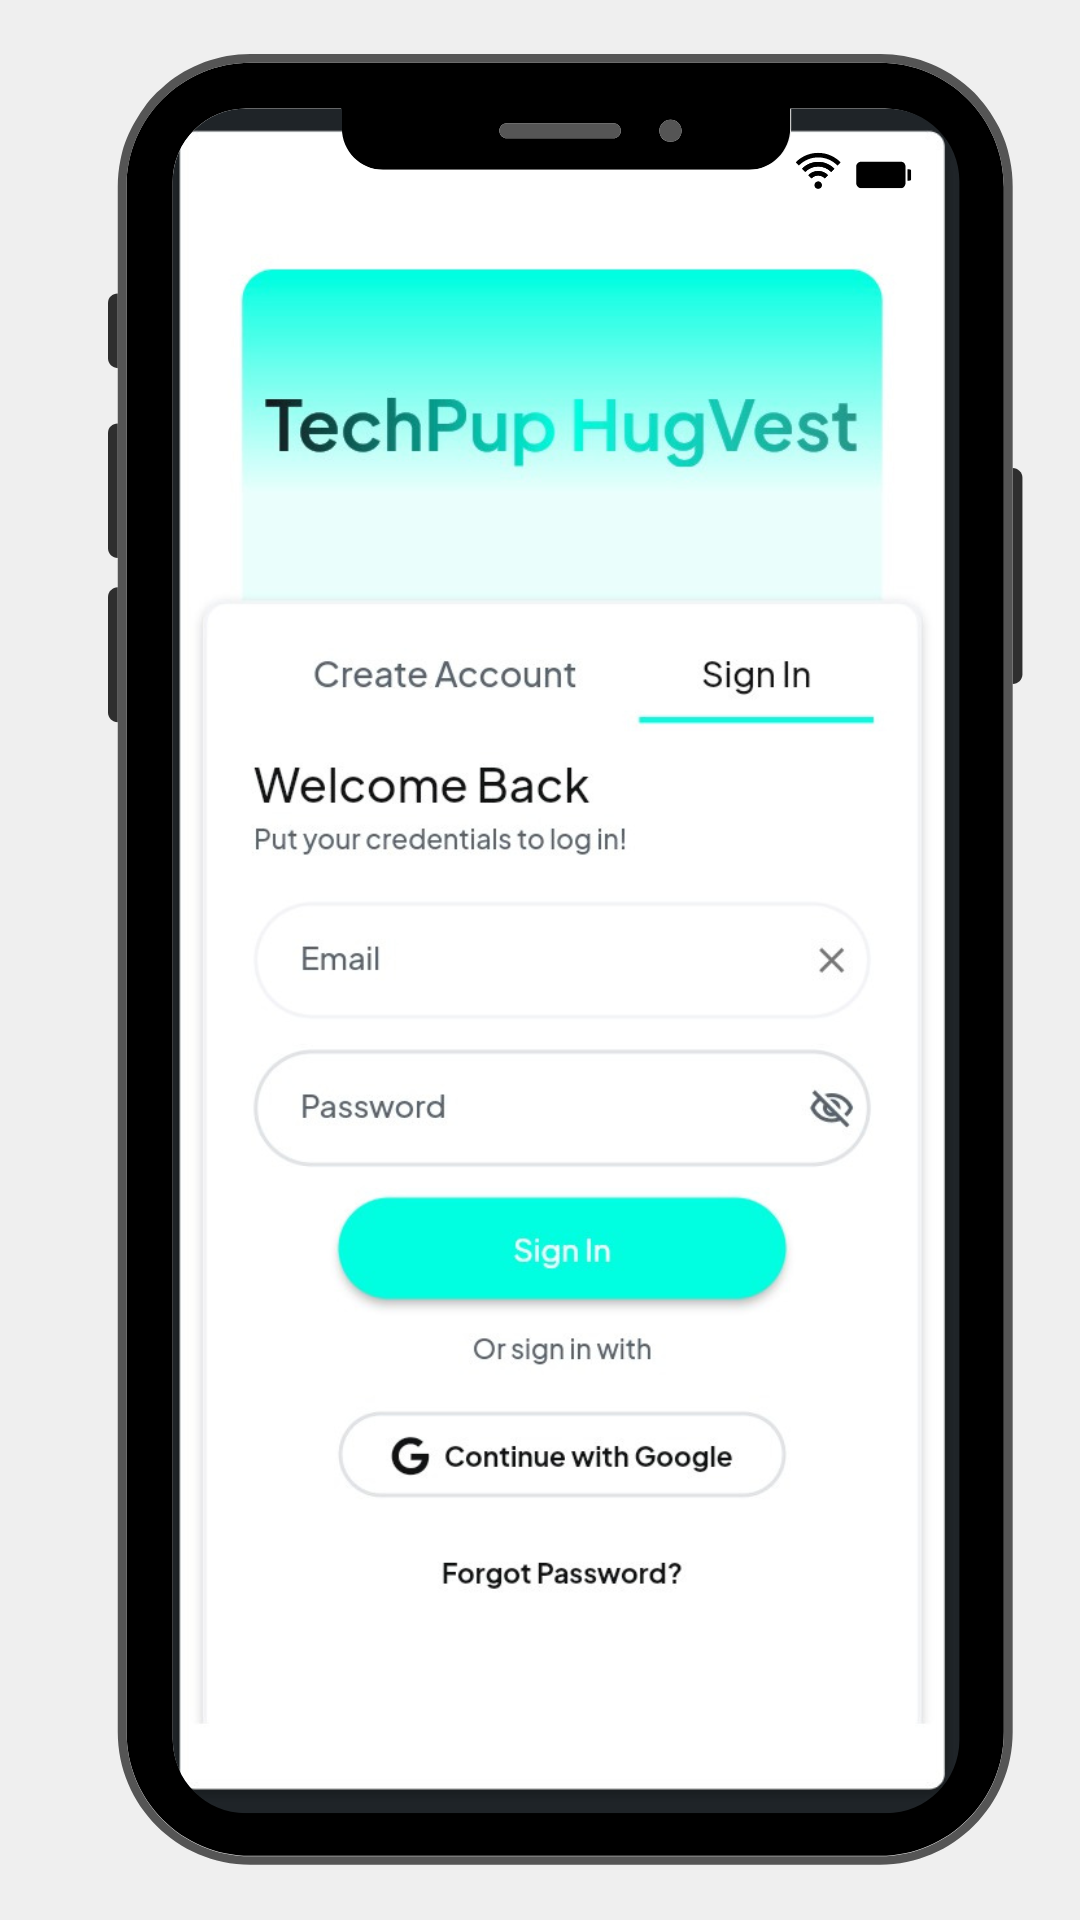 TechPup HugVest
Create Account
Sign In
Welcome Back
Put your credentials to log in!
Email
Password
Sign In
Or sign in with
Continue with Google
Forgot Password?